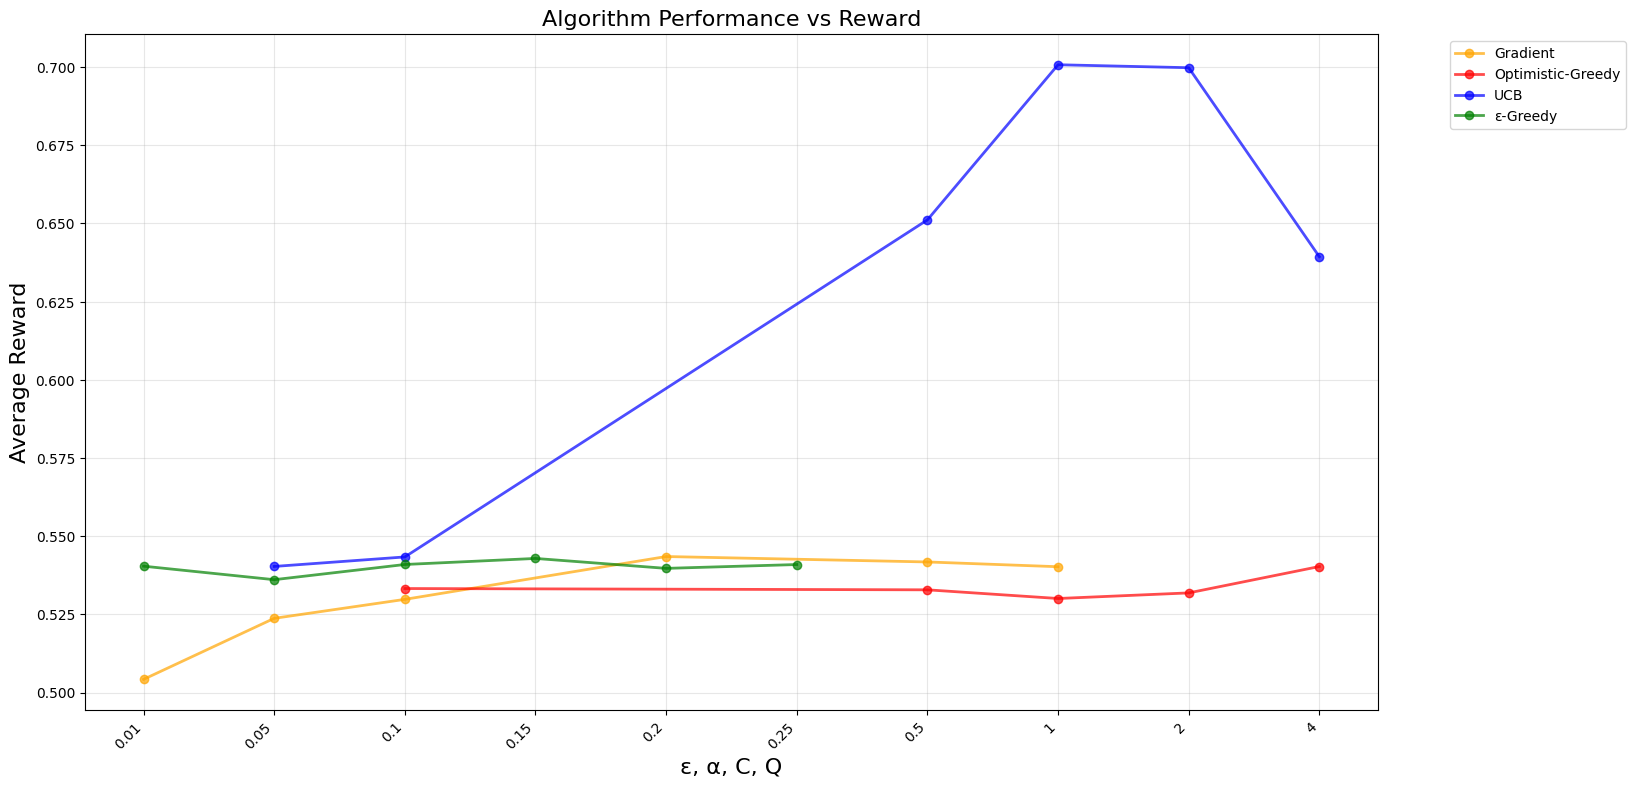 Algorithm Performance vs Reward
Gradient
Optimistic-Greedy
UCB
ε-Greedy
Average Reward
0.700
0.675
0.650
0.625
0.600
0.575
0.550
0.525
0.500
0.01
0.05
0.1
0.15
0.2
0.25
0.5
1
2
4
ε, α, C, Q